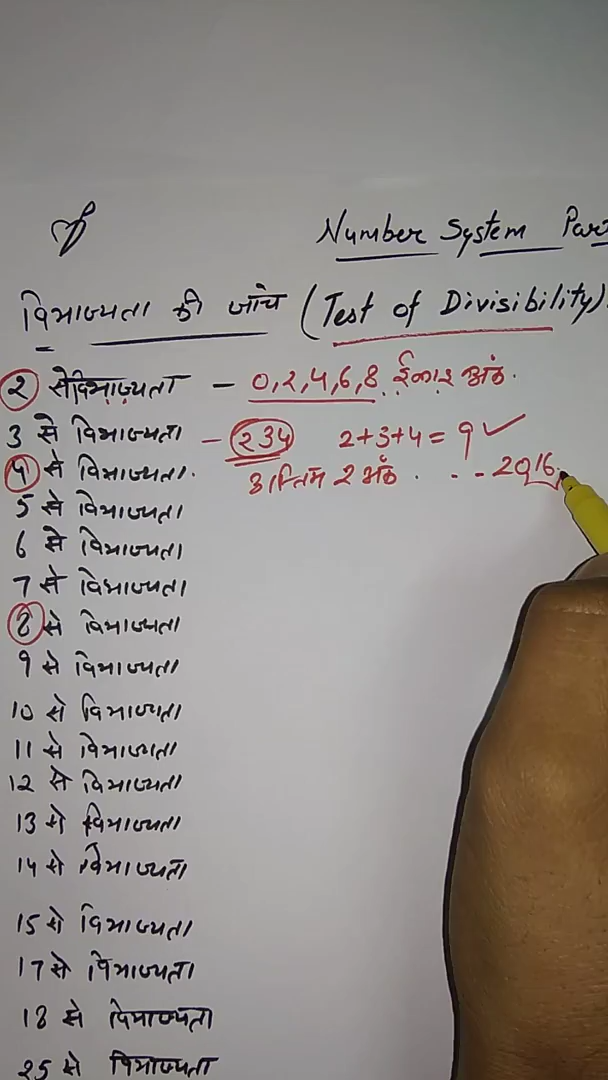 Number System Part
विभाज्यता की जांच (Test of Divisibility)
2 से विभाज्यता - 0,2,4,6,8 ईकाई अंक.
3 से विभाज्यता - 234 2+3+4 = 9 ✓
4 से विभाज्यता. अन्तिम 2 अंक. - - 2916
5 से विभाज्यता
6 से विभाज्यता
7 से विभाज्यता
8 से विभाज्यता
9 से विभाज्यता
10 से विभाज्यता
11 से विभाज्यता
12 से विभाज्यता
13 से विभाज्यता
14 से विभाज्यता
15 से विभाज्यता
17 से विभाज्यता
18 से विभाज्यता
25 से विभाज्यता